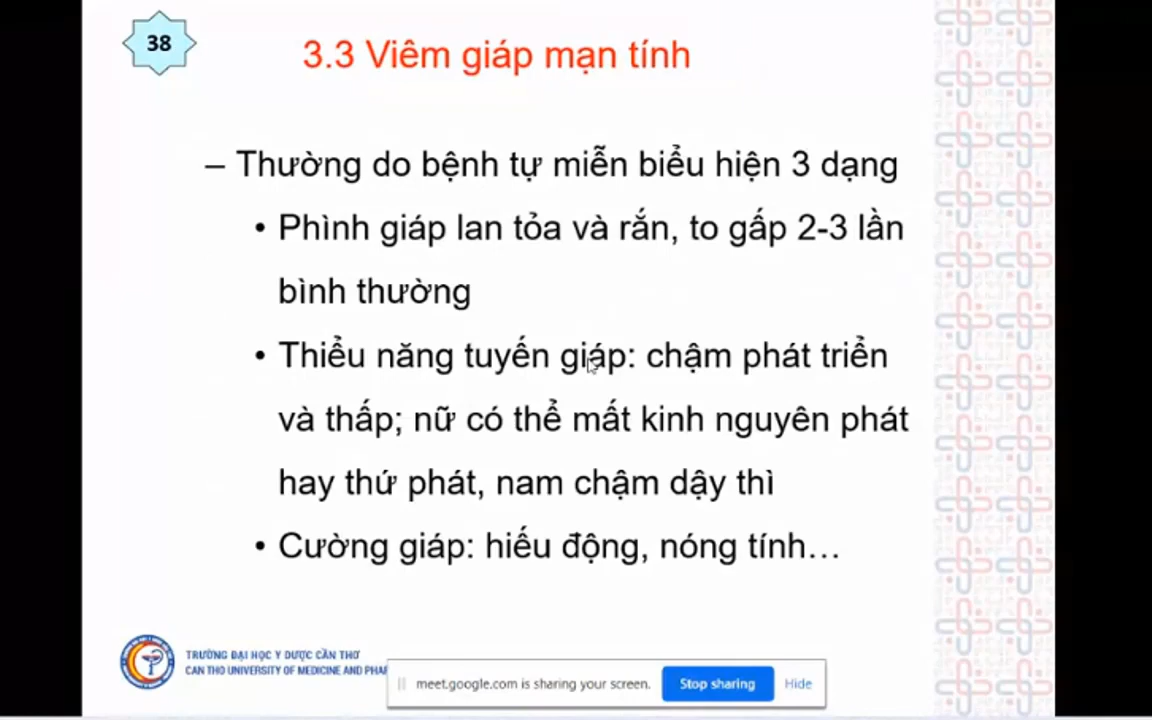 38
3.3 Viêm giáp mạn tính
– Thường do bệnh tự miễn biểu hiện 3 dạng
• Phình giáp lan tỏa và rắn, to gấp 2-3 lần
bình thường
• Thiểu năng tuyến giáp: chậm phát triển
và thấp; nữ có thể mất kinh nguyên phát
hay thứ phát, nam chậm dậy thì
• Cường giáp: hiếu động, nóng tính...
TRƯỜNG ĐẠI HỌC Y DƯỢC CẦN THƠ
CAN THO UNIVERSITY OF MEDICINE AND
meet.google.com is sharing your screen.
Stop sharing
Hide